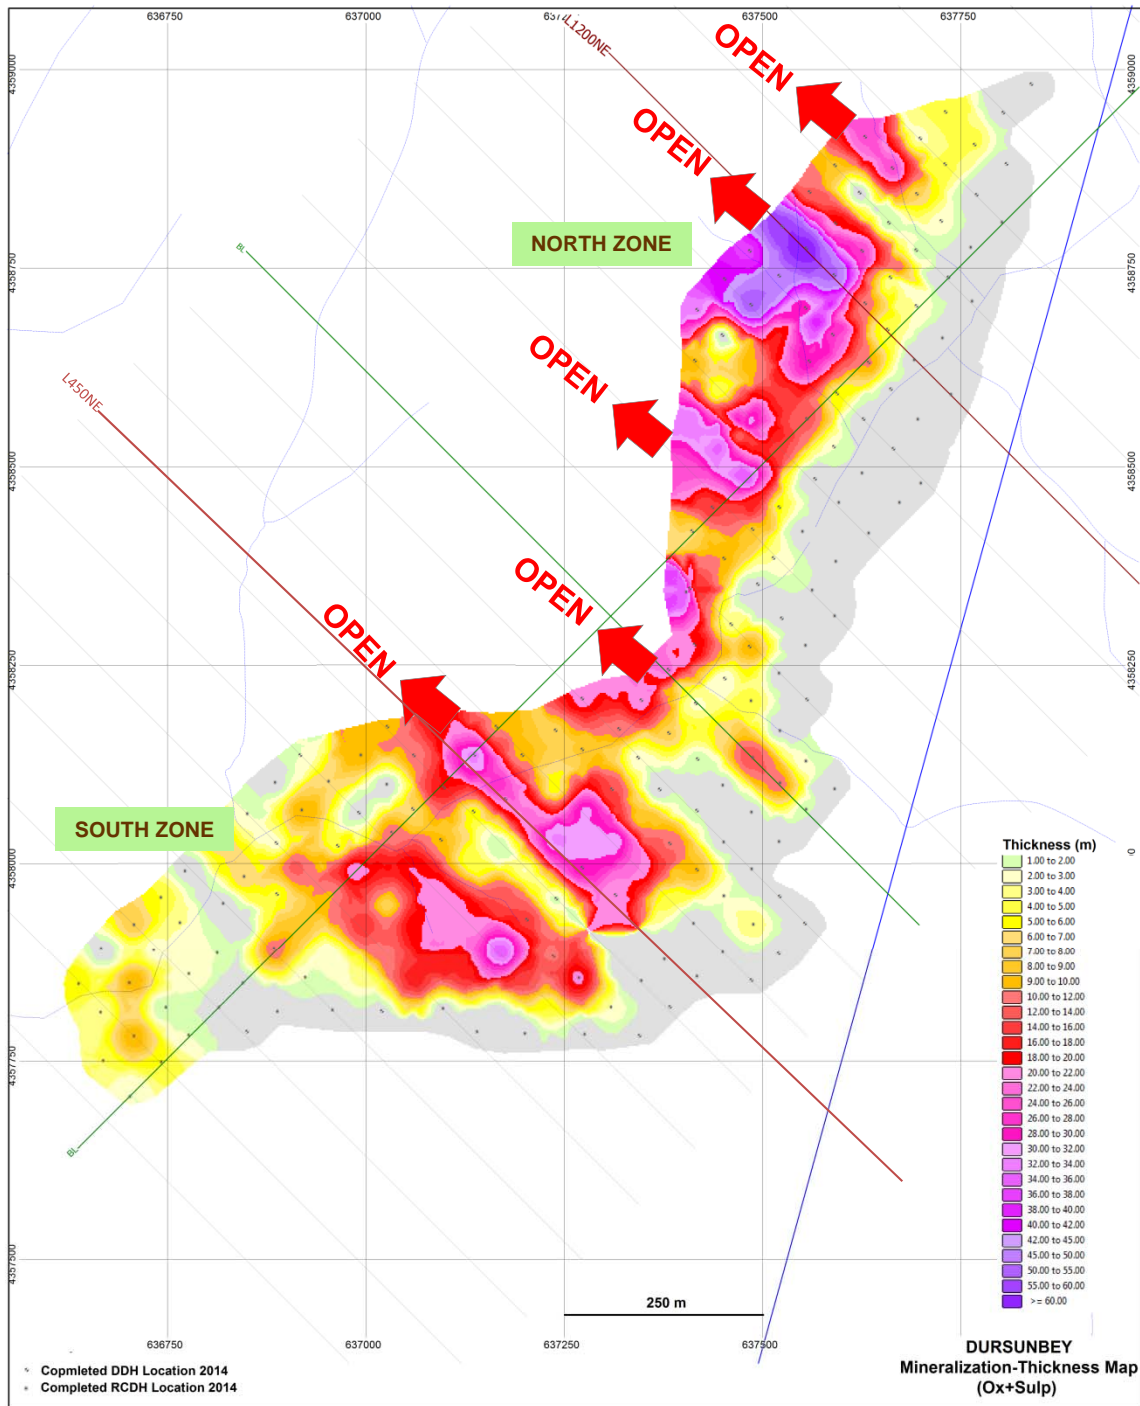 636750
637000
637500
637750
4359000
4359000
L1200NE
OPEN
OPEN
NORTH ZONE
BL
4358750
4358750
OPEN
L450NE
4358500
4358500
OPEN
OPEN
4358250
4358250
SOUTH ZONE
4358000
Thickness (m)
1.00 to 2.00
2.00 to 3.00
3.00 to 4.00
4.00 to 5.00
5.00 to 6.00
6.00 to 7.00
7.00 to 8.00
8.00 to 9.00
9.00 to 10.00
10.00 to 12.00
12.00 to 14.00
14.00 to 16.00
16.00 to 18.00
18.00 to 20.00
20.00 to 22.00
22.00 to 24.00
24.00 to 26.00
26.00 to 28.00
28.00 to 30.00
30.00 to 32.00
32.00 to 34.00
34.00 to 36.00
36.00 to 38.00
38.00 to 40.00
40.00 to 42.00
42.00 to 45.00
45.00 to 50.00
50.00 to 55.00
55.00 to 60.00
>= 60.00
4357750
BL
4357500
250 m
636750
637000
637250
637500
DURSUNBEY
Mineralization-Thickness Map
(Ox+Sulp)
Copmleted DDH Location 2014
Completed RCDH Location 2014